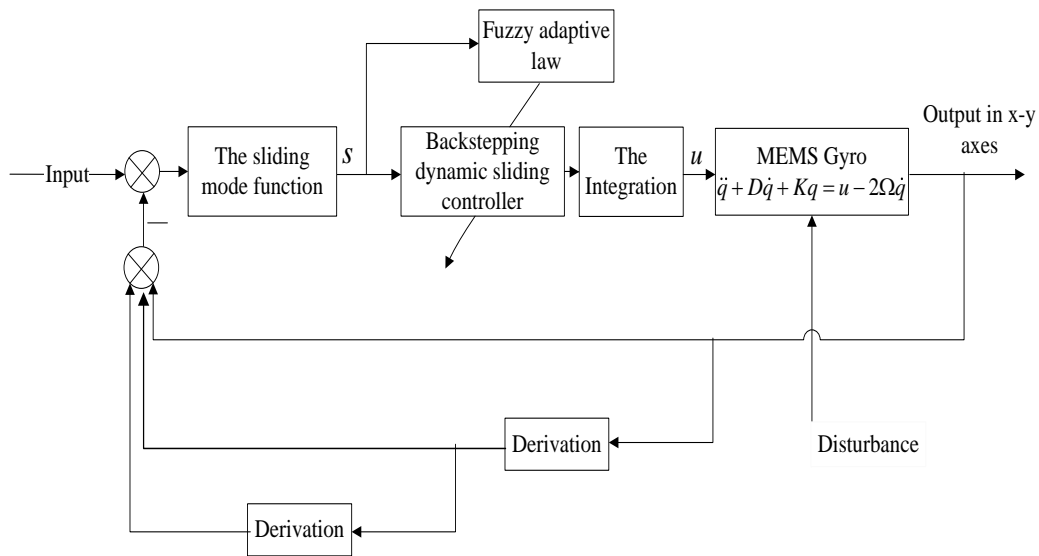 Fuzzy adaptive
law
Output in x-y
axes
Input
The sliding
mode function
s
Backstepping
dynamic sliding
controller
The
Integration
u
MEMS Gyro
q̈ + Dq̇ + Kq = u − 2Ωq̇
−
Derivation
Disturbance
Derivation